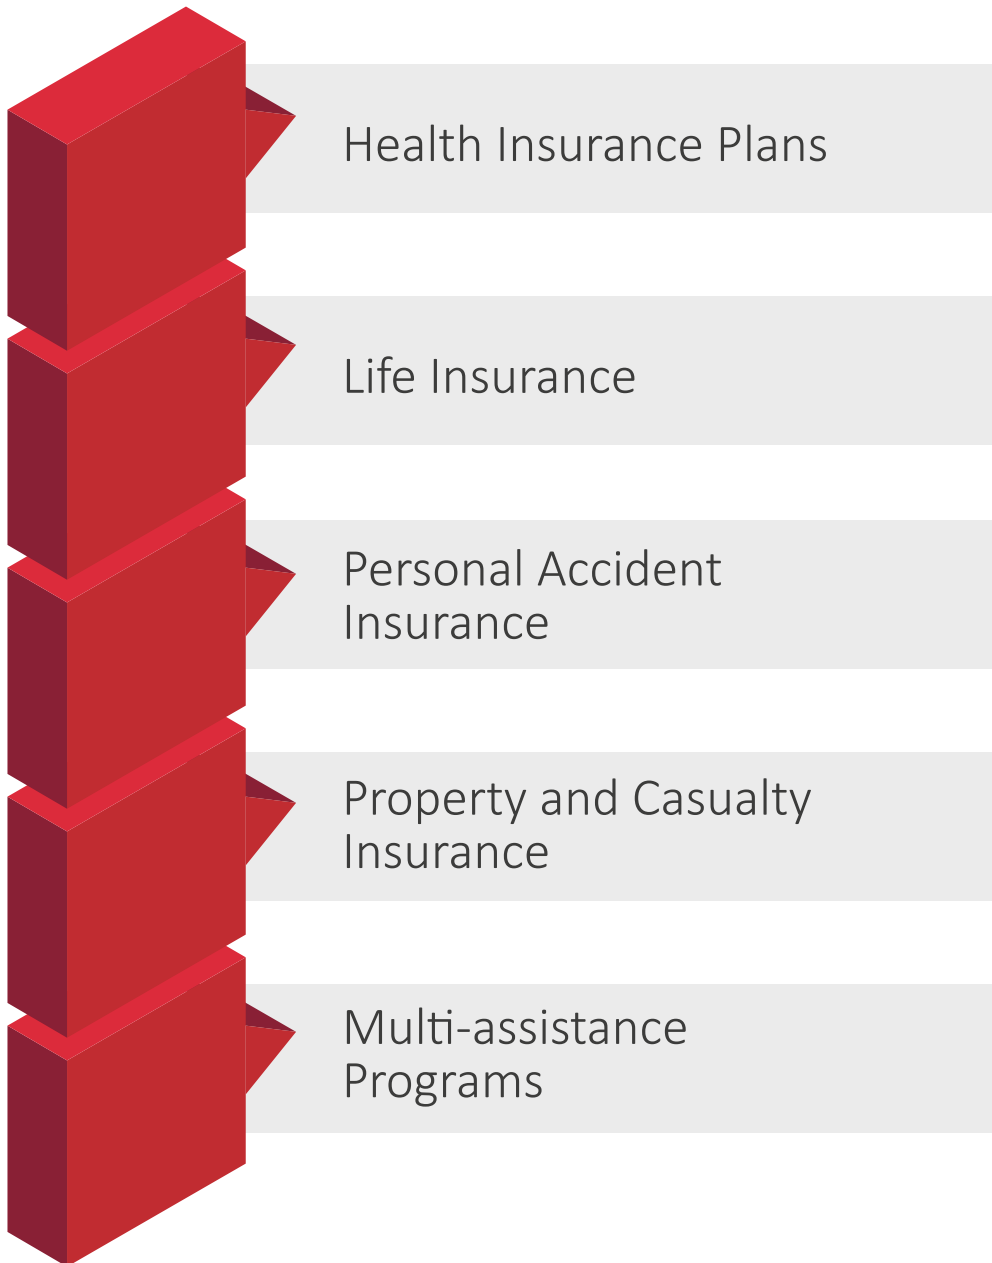 Health Insurance Plans
Life Insurance
Personal Accident
Insurance
Property and Casualty
Insurance
Multi-assistance
Programs